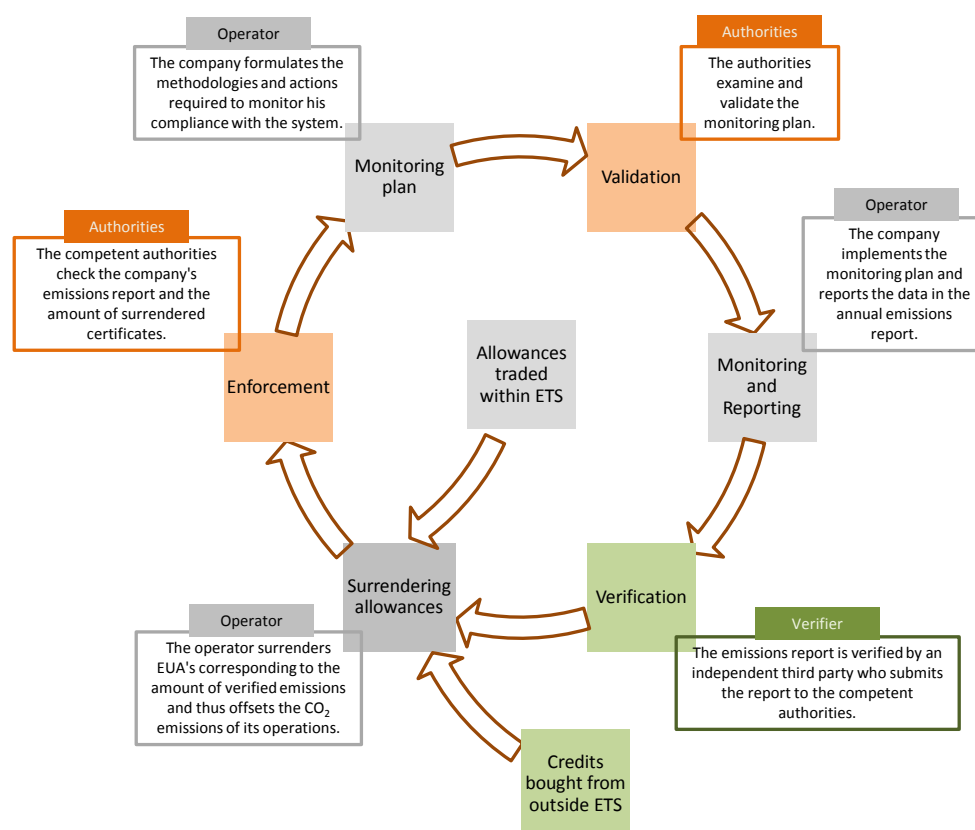 Operator
The company formulates the
methodologies and actions
required to monitor his
compliance with the system.
Authorities
The authorities
examine and
validate the
monitoring plan.
Monitoring
plan
Validation
Operator
The company
implements the
monitoring plan and
reports the data in the
annual emissions
report.
Authorities
The competent authorities
check the company's
emissions report and the
amount of surrendered
certificates.
Enforcement
Allowances
traded
within ETS
Monitoring
and
Reporting
Surrendering
allowances
Verification
Operator
The operator surrenders
EUA's corresponding to the
amount of verified emissions
and thus offsets the CO2
emissions of its operations.
Verifier
The emissions report is verified by an
independent third party who submits
the report to the competent
authorities.
Credits
bought from
outside ETS